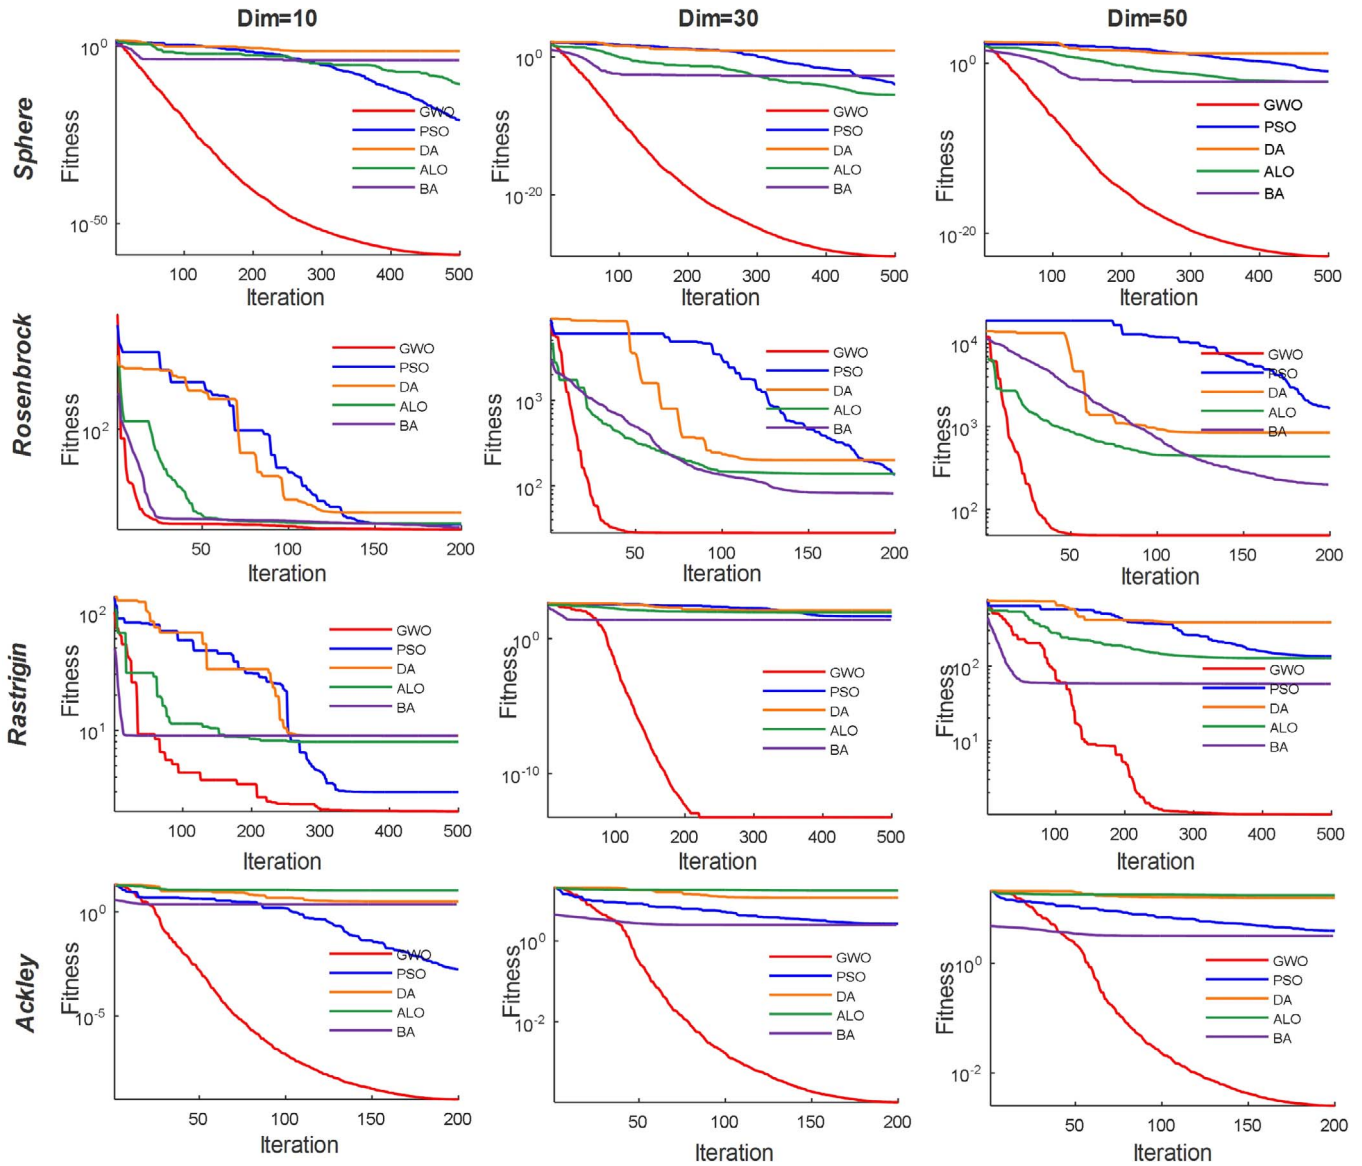 Dim=10 Dim=30 Dim=50
Sphere
Fitness
10^0
10^-50
GWO
PSO
DA
ALO
BA
100 200 300 400 500
Iteration
Fitness
10^0
10^-20
GWO
PSO
DA
ALO
BA
100 200 300 400 500
Iteration
Fitness
10^0
10^-20
GWO
PSO
DA
ALO
BA
100 200 300 400 500
Iteration
Rosenbrock
Fitness
10^2
GWO
PSO
DA
ALO
BA
50 100 150 200
Iteration
Fitness
10^3
10^2
GWO
PSO
DA
ALO
BA
50 100 150 200
Iteration
Fitness
10^4
10^3
10^2
GWO
PSO
DA
ALO
BA
50 100 150 200
Iteration
Rastrigin
Fitness
10^2
10^1
GWO
PSO
DA
ALO
BA
100 200 300 400 500
Iteration
Fitness
10^0
10^-10
GWO
PSO
DA
ALO
BA
100 200 300 400 500
Iteration
Fitness
10^2
10^1
GWO
PSO
DA
ALO
BA
100 200 300 400 500
Iteration
Ackley
Fitness
10^0
10^-5
GWO
PSO
DA
ALO
BA
50 100 150 200
Iteration
Fitness
10^0
10^-2
GWO
PSO
DA
ALO
BA
50 100 150 200
Iteration
Fitness
10^0
10^-2
GWO
PSO
DA
ALO
BA
50 100 150 200
Iteration